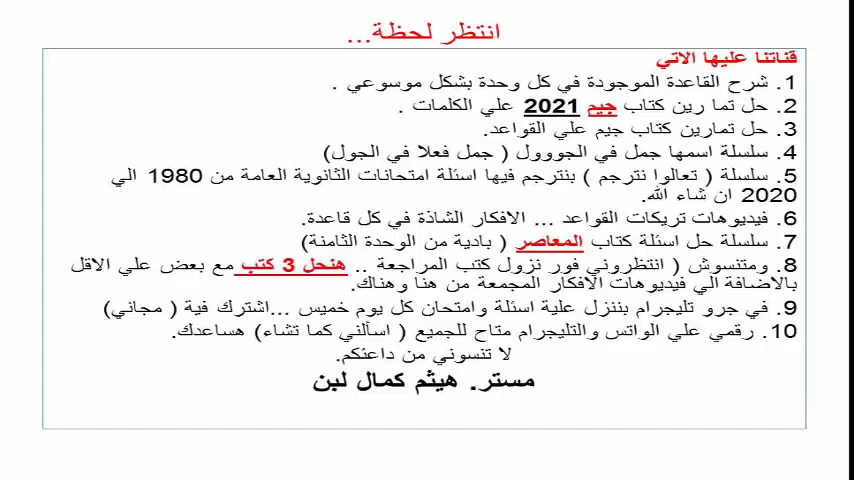 انتظر لحظة...
قناتنا عليها الاتي
1. شرح القاعدة الموجودة في كل وحدة بشكل موسوعي .
2. حل تما رين كتاب جيم 2021 علي الكلمات .
3. حل تمارين كتاب جيم علي القواعد.
4. سلسلة اسمها جمل في الجووول ( جمل فعلا في الجول)
5. سلسلة ( تعالوا نترجم ) بنترجم فيها اسئلة امتحانات الثانوية العامة من 1980 الي
2020 ان شاء الله.
6. فيديوهات تريكات القواعد ... الافكار الشاذة في كل قاعدة.
7. سلسلة حل اسئلة كتاب المعاصر ( بادية من الوحدة الثامنة)
8. ومتنسوش ( انتظروني فور نزول كتب المراجعة .. هنحل 3 كتب مع بعض علي الاقل
بالاضافة الي فيديوهات الافكار المجمعة من هنا وهناك.
9. في جرو تليجرام بننزل علية اسئلة وامتحان كل يوم خميس ...اشترك فية ( مجاني)
10. رقمي علي الواتس والتليجرام متاح للجميع ( اسألني كما تشاء) هساعدك.
لا تنسوني من داعئكم.
مستر. هيثم كمال لبن